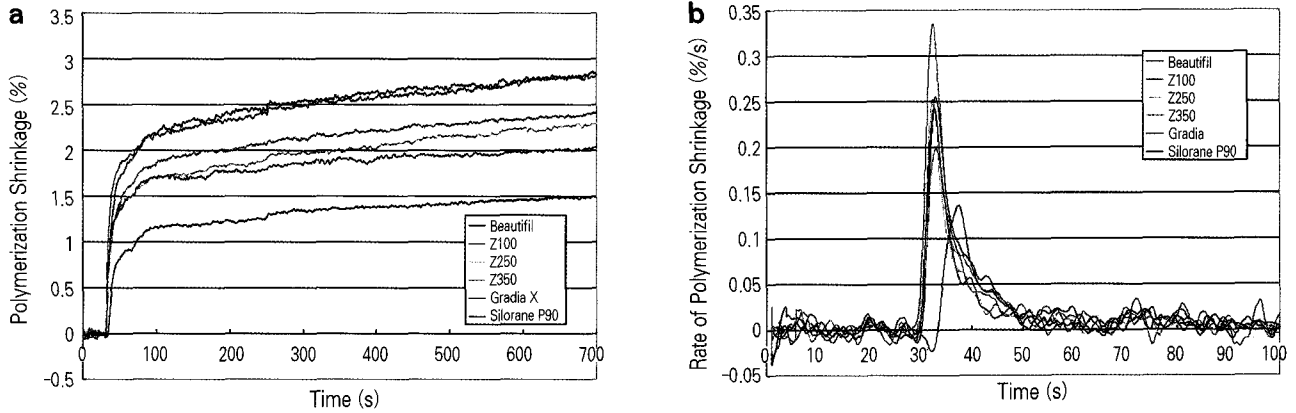 a
Polymerization Shrinkage (%)
3.5
3
2.5
2
1.5
1
0.5
0
−0.5
0 100 200 300 400 500 600 700
Time (s)
Beautifil
Z100
Z250
Z350
Gradia X
Silorane P90
b
Rate of Polymerization Shrinkage (%/s)
0.35
0.30
0.25
0.20
0.15
0.10
0.05
0
−0.05
0 10 20 30 40 50 60 70 80 90 100
Time (s)
Beautifil
Z100
Z250
Z350
Gradia
Silorane P90